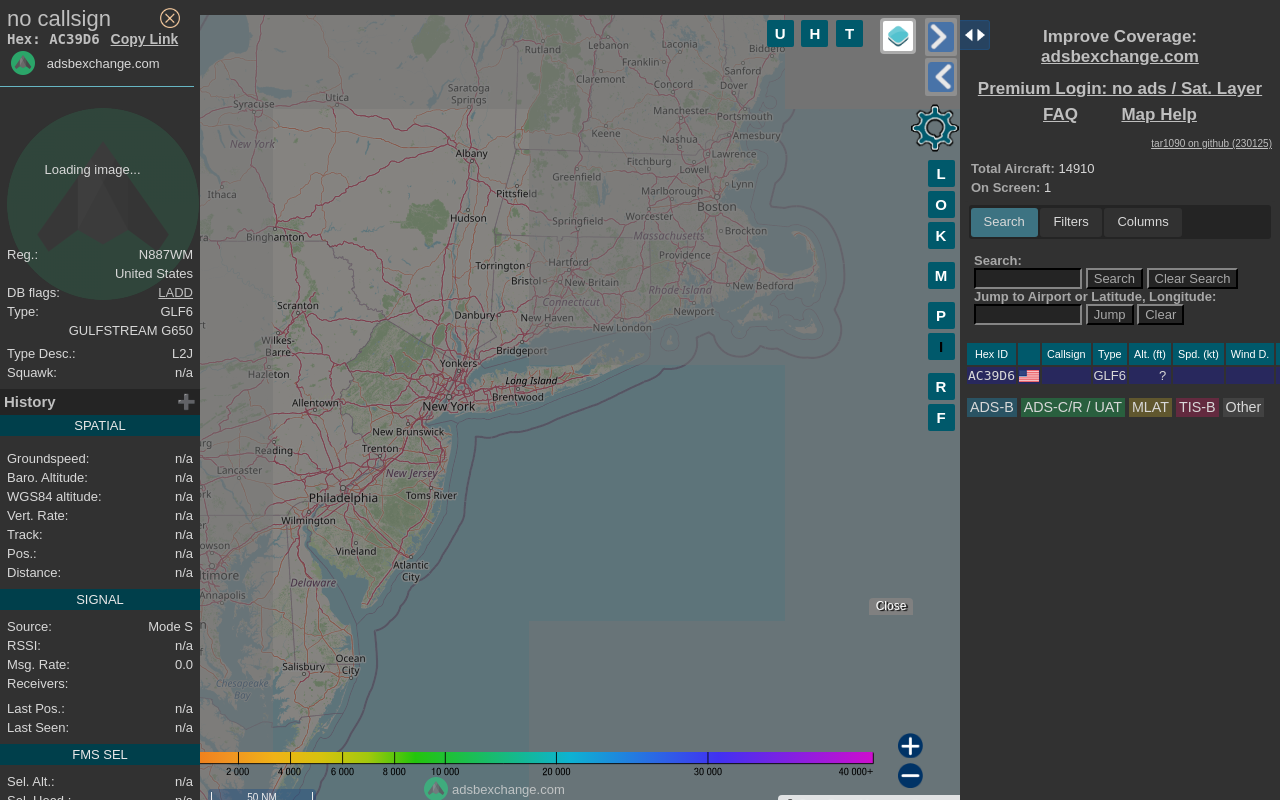 no callsign
Hex: AC39D6 Copy Link
adsbexchange.com
Loading image...
Reg.: N887WM
United States
DB flags: LADD
Type: GLF6
GULFSTREAM G650
Type Desc.: L2J
Squawk: n/a
History
SPATIAL
Groundspeed: n/a
Baro. Altitude: n/a
WGS84 altitude: n/a
Vert. Rate: n/a
Track: n/a
Pos.: n/a
Distance: n/a
SIGNAL
Source: Mode S
RSSI: n/a
Msg. Rate: 0.0
Receivers:
Last Pos.: n/a
Last Seen: n/a
FMS SEL
Sel. Alt.: n/a
Sel. Head.: n/a
U H T
L
O
K
M
P
I
R
F
Rutland
Lebanon
Laconia
Franklin
Claremont
Sanford
Concord
Dover
Saratoga
Springs
Utica
Syracuse
Manchester
Portsmouth
Amesbury
Keene
Nashua
New York
Albany
Lawrence
Fitchburg
Lowell
Greenfield
Lynn
Ithaca
Pittsfield
Marlborough
Boston
Hudson
Worcester
Springfield
Brockton
Binghamton
Massachusetts
Providence
Torrington
Hartford
Bristol
New Britain
New Bedford
Rhode Island
Scranton
Connecticut
Newport
Danbury
New Haven
New London
Wilkes-
Barre
Bridgeport
Yonkers
Hazleton
Long Island
Brentwood
Allentown
New York
New Brunswick
Reading
Trenton
Lancaster
New Jersey
Philadelphia
Toms River
Wilmington
Vineland
Atlantic
City
Delaware
Annapolis
Ocean
City
Salisbury
Chesapeake
Bay
Close
2 000 4 000 6 000 8 000 10 000 20 000 30 000 40 000+
adsbexchange.com
50 NM
Improve Coverage:
adsbexchange.com
Premium Login: no ads / Sat. Layer
FAQ Map Help
tar1090 on github (230125)
Total Aircraft: 14910
On Screen: 1
Search Filters Columns
Search:
Search Clear Search
Jump to Airport or Latitude, Longitude:
Jump Clear
Hex ID Callsign Type Alt. (ft) Spd. (kt) Wind D.
AC39D6 GLF6 ?
ADS-B ADS-C/R / UAT MLAT TIS-B Other